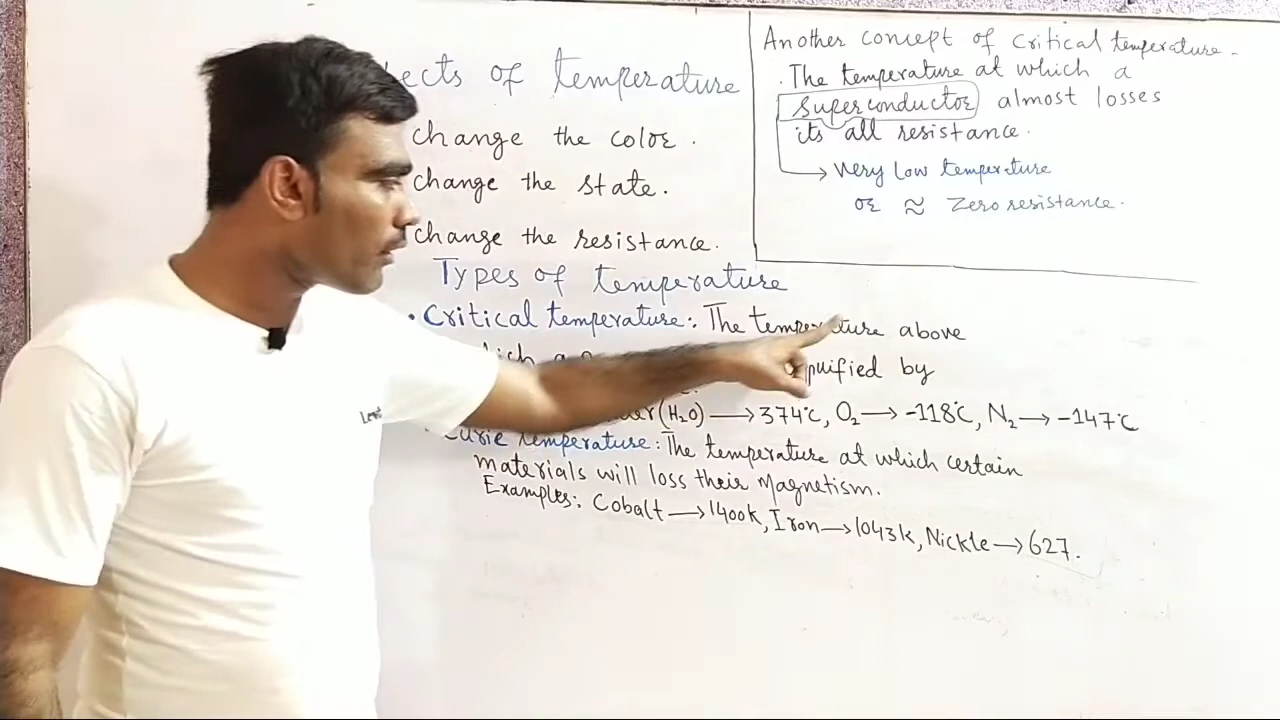 ects of temperature
change the color.
change the state.
change the resistance.
Types of temperature
• Critical temperature: The temperature above
by
(H₂O) → 374°c, O₂ → -118°c, N₂ → -147°c
Curie temperature: The temperature at which certain
materials will loss their Magnetism.
Examples: Cobalt → 1400k, Iron → 1043k, Nickle → 627.
Another concept of critical temperature.
. The temperature at which a
superconductor almost losses
its all resistance.
→ Very Low temperature
or ≈ Zero resistance.